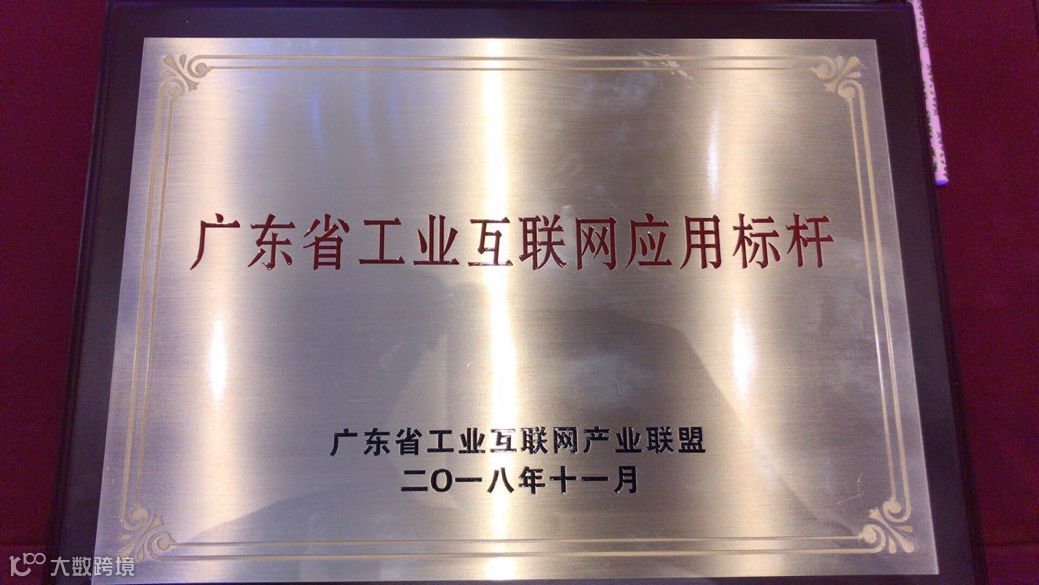 广东省工业互联网应用标杆
广东省工业互联网产业联盟
二〇一八年十一月
大数跨境